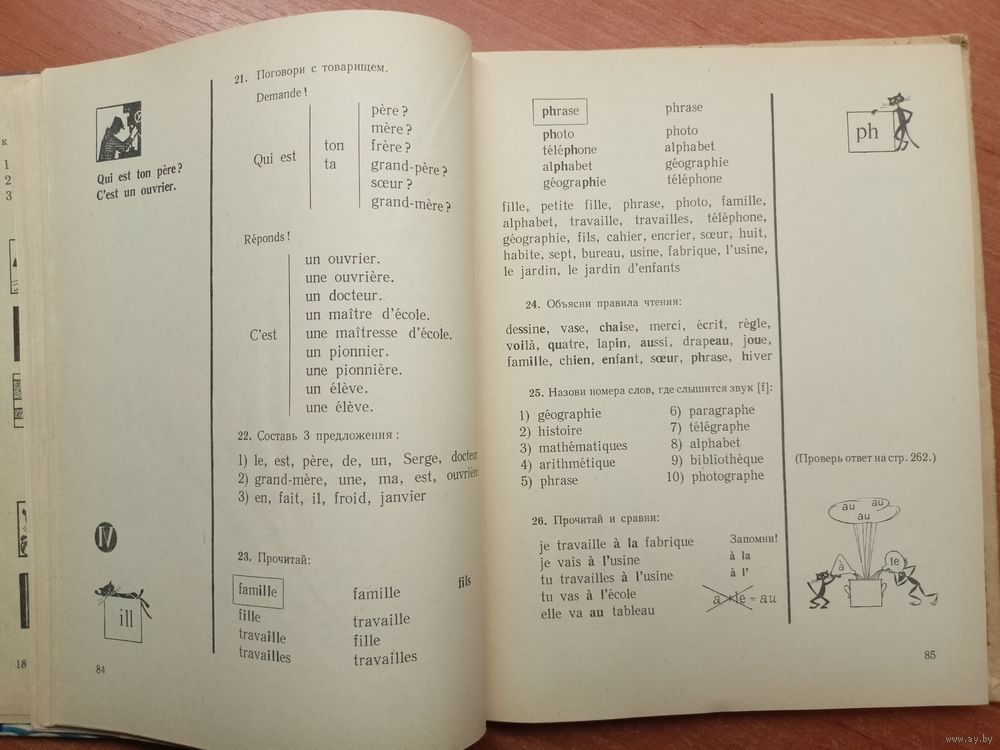 к
1
2
3
18
Qui est ton père?
C'est un ouvrier.
IV
ill
84
21. Поговори с товарищем.
Demande!
père?
mère?
ton frère?
Qui est
ta grand-père?
sœur?
grand-mère?
Réponds!
un ouvrier.
une ouvrière.
un docteur.
un maître d'école.
C'est une maîtresse d'école.
un pionnier.
une pionnière.
un élève.
une élève.
22. Составь 3 предложения:
1) le, est, père, de, un, Serge, docteur
2) grand-mère, une, ma, est, ouvrière
3) en, fait, il, froid, janvier
23. Прочитай:
famille famille fils
fille travaille
travaille fille
travailles travailles
phrase phrase
photo photo
téléphone alphabet
alphabet géographie
géographie téléphone
fille, petite fille, phrase, photo, famille,
alphabet, travaille, travailles, téléphone,
géographie, fils, cahier, encrier, sœur, huit,
habite, sept, bureau, usine, fabrique, l'usine,
le jardin, le jardin d'enfants
24. Объясни правила чтения:
dessine, vase, chaise, merci, écrit, règle,
voilà, quatre, lapin, aussi, drapeau, joue,
famille, chien, enfant, sœur, phrase, hiver
25. Назови номера слов, где слышится звук [f]:
1) géographie 6) paragraphe
2) histoire 7) télégraphe
3) mathématiques 8) alphabet
4) arithmétique 9) bibliothèque
5) phrase 10) photographe
26. Прочитай и сравни:
je travaille à la fabrique Запомни!
je vais à l'usine à la
tu travailles à l'usine à l'
tu vas à l'école à+le=au
elle va au tableau
ph
(Проверь ответ на стр. 262.)
au au
au
à le
85
www.ay.by